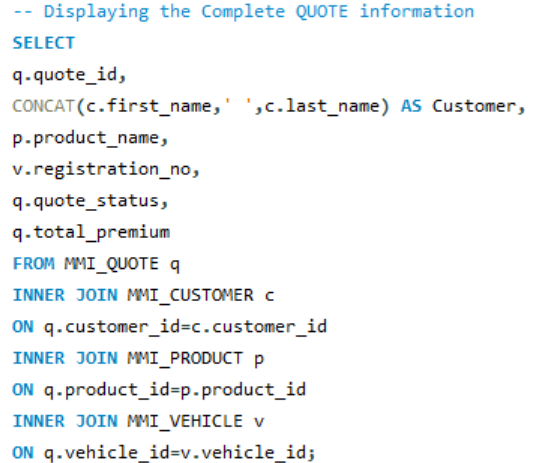 -- Displaying the Complete QUOTE information
SELECT
q.quote_id,
CONCAT(c.first_name,' ',c.last_name) AS Customer,
p.product_name,
v.registration_no,
q.quote_status,
q.total_premium
FROM MMI_QUOTE q
INNER JOIN MMI_CUSTOMER c
ON q.customer_id=c.customer_id
INNER JOIN MMI_PRODUCT p
ON q.product_id=p.product_id
INNER JOIN MMI_VEHICLE v
ON q.vehicle_id=v.vehicle_id;